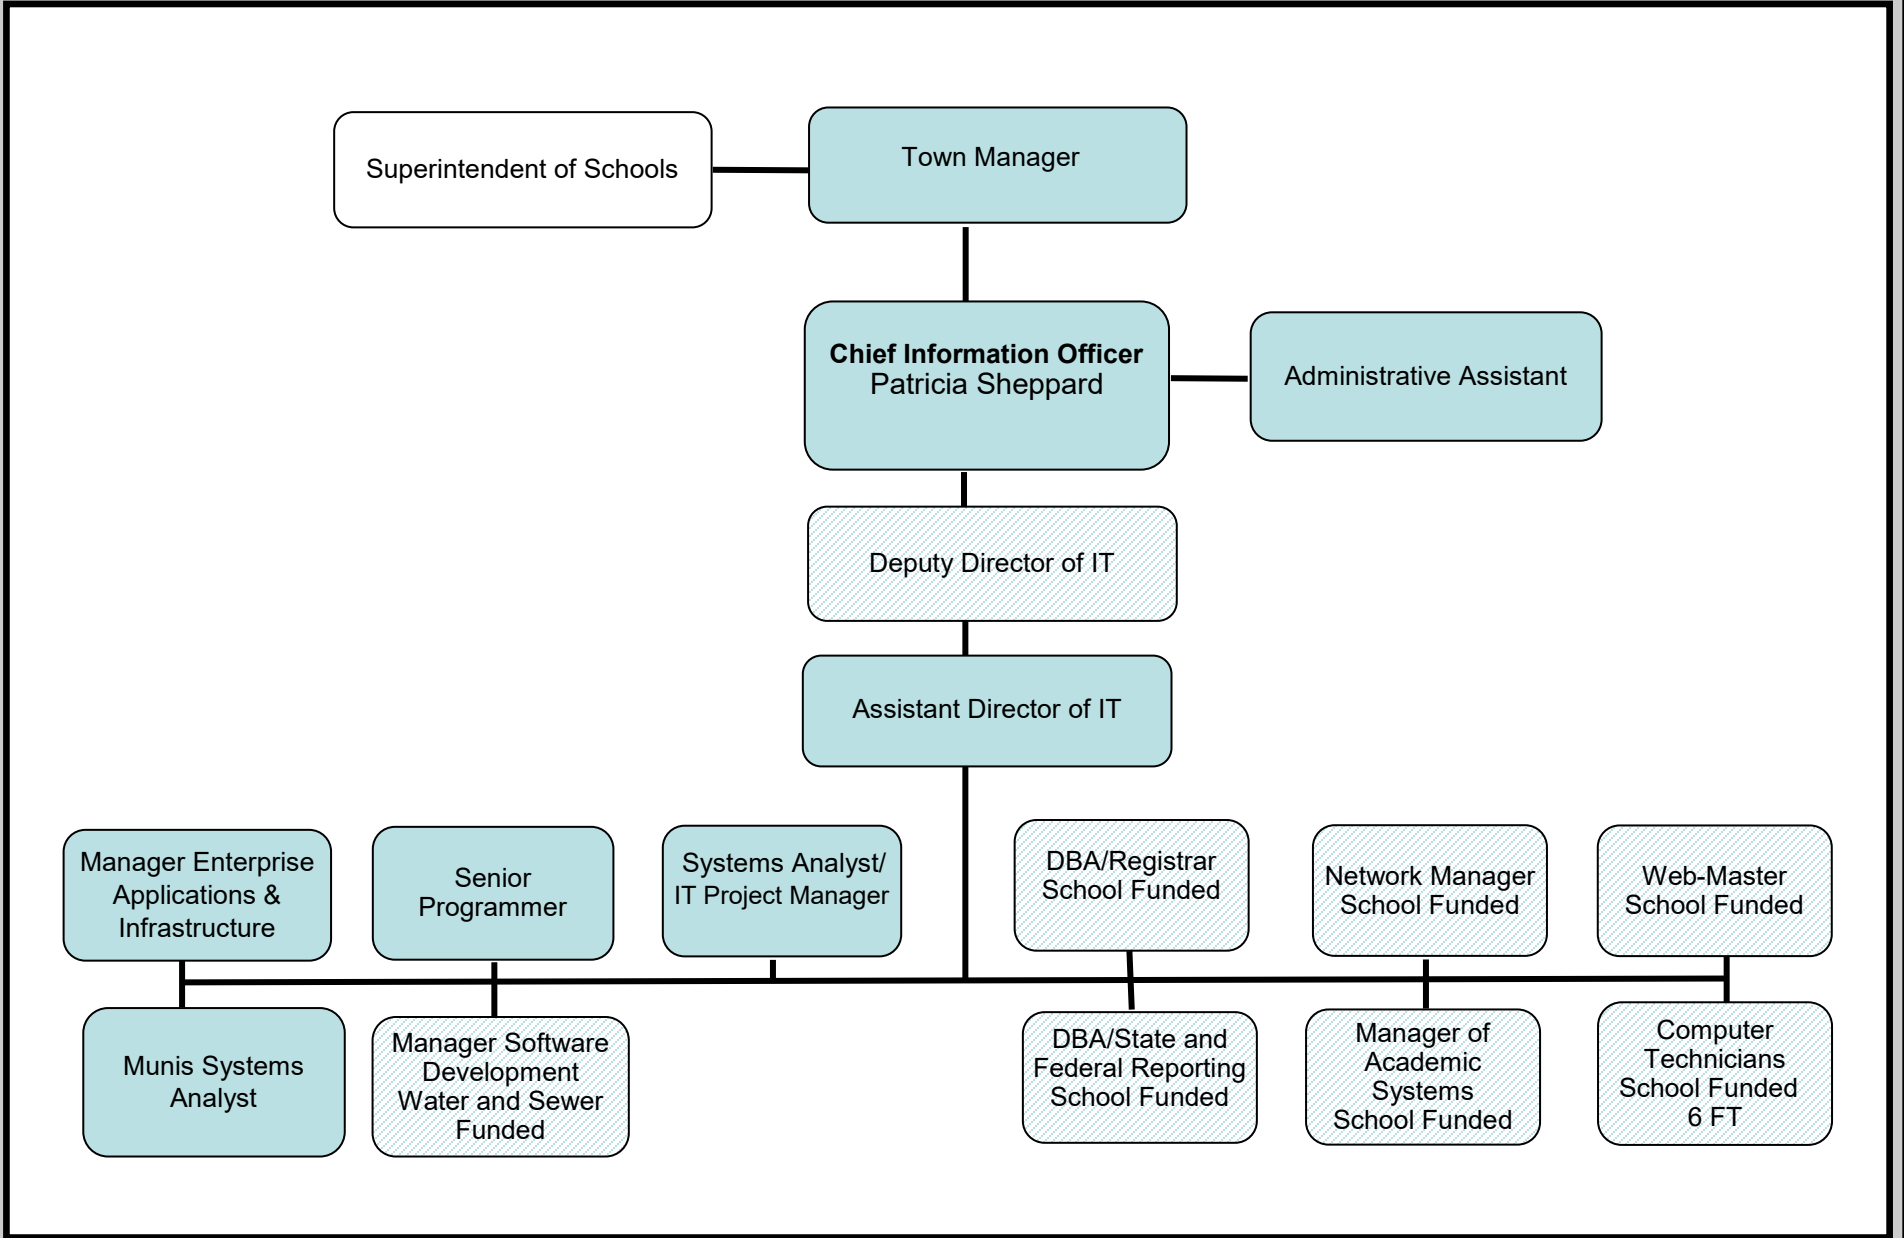 Superintendent of Schools
Town Manager
Chief Information Officer
Patricia Sheppard
Administrative Assistant
Deputy Director of IT
Assistant Director of IT
Manager Enterprise
Applications &
Infrastructure
Senior
Programmer
Systems Analyst/
IT Project Manager
DBA/Registrar
School Funded
Network Manager
School Funded
Web-Master
School Funded
Munis Systems
Analyst
Manager Software
Development
Water and Sewer
Funded
DBA/State and
Federal Reporting
School Funded
Manager of
Academic
Systems
School Funded
Computer
Technicians
School Funded
6 FT